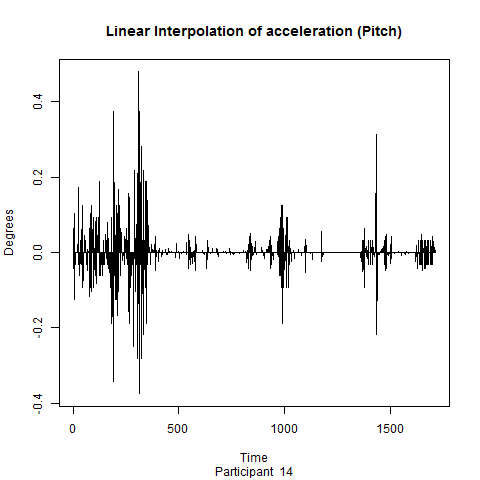 Linear Interpolation of acceleration (Pitch)
Degrees
0.4
0.2
0.0
-0.2
-0.4
0 500 1000 1500
Time
Participant 14